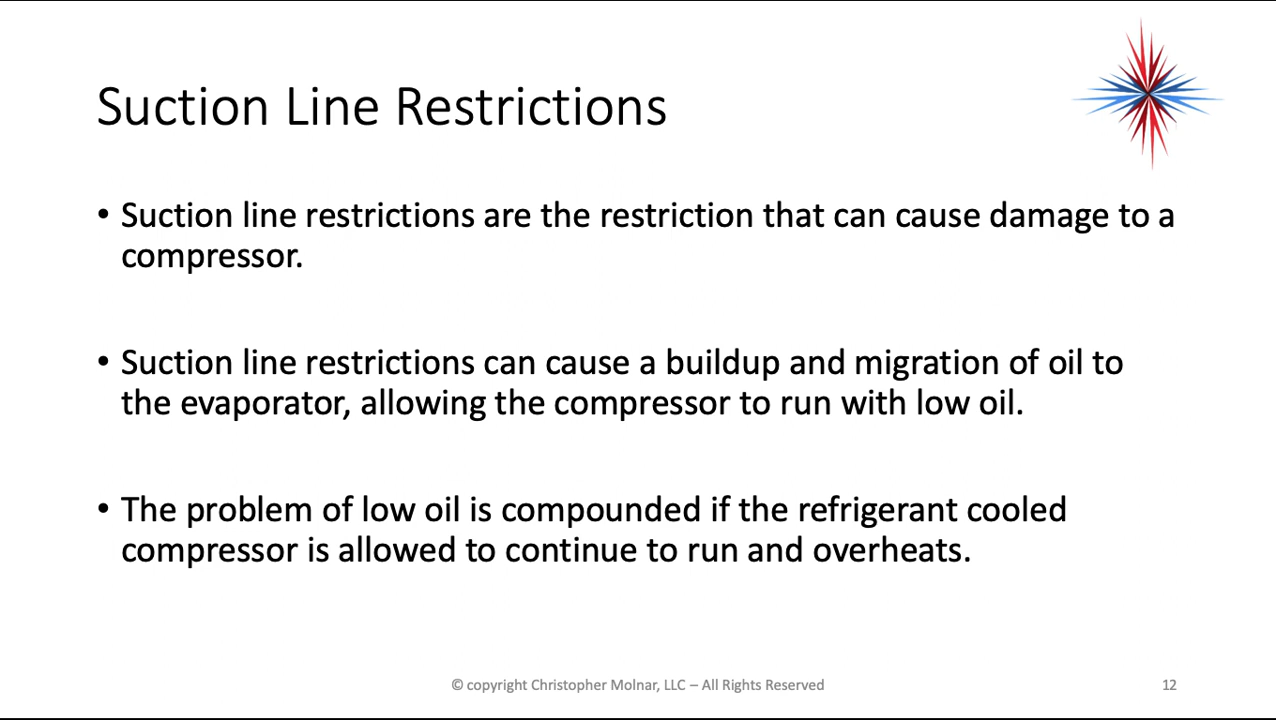 Suction Line Restrictions
• Suction line restrictions are the restriction that can cause damage to a
compressor.
• Suction line restrictions can cause a buildup and migration of oil to
the evaporator, allowing the compressor to run with low oil.
• The problem of low oil is compounded if the refrigerant cooled
compressor is allowed to continue to run and overheats.
© copyright Christopher Molnar, LLC – All Rights Reserved
12